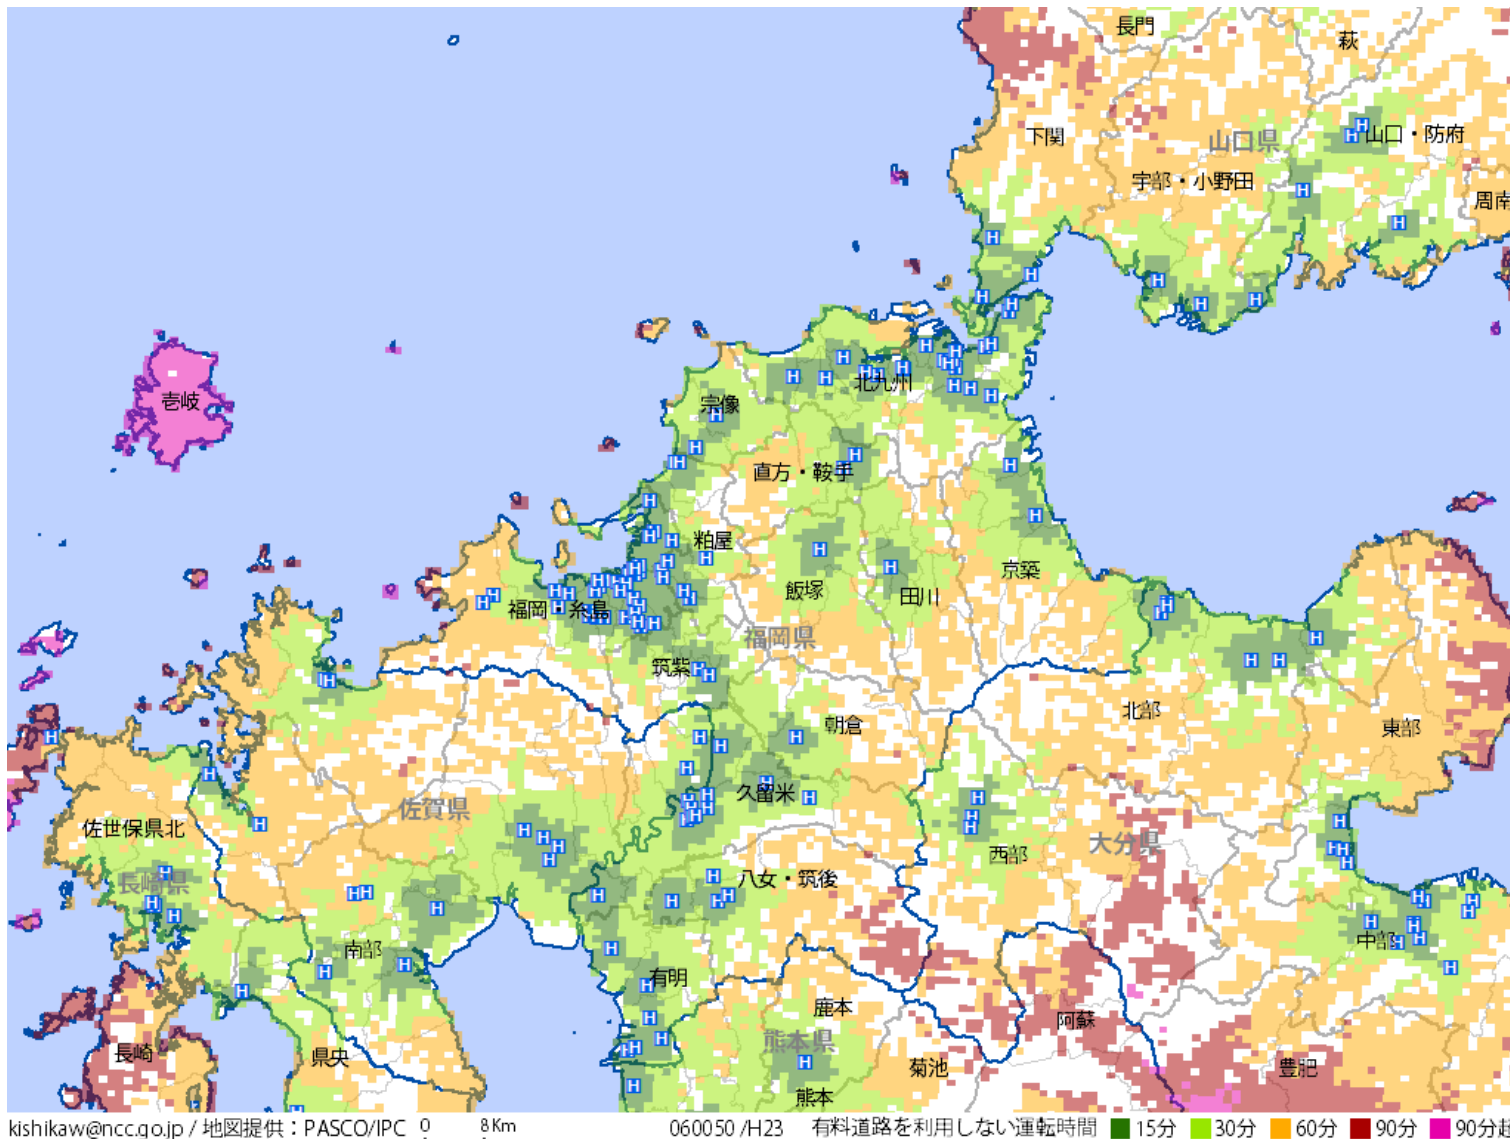 長門
萩
下関
山口県
山口・防府
宇部・小野田
周南
壱岐
北九州
宗像
直方・鞍手
粕屋
京築
飯塚
田川
福岡・糸島
福岡県
筑紫
朝倉
北部
東部
久留米
佐賀県
佐世保県北
大分県
西部
八女・筑後
長崎県
南部
中部
有明
鹿本
阿蘇
熊本県
長崎
県央
菊池
豊肥
熊本
kishikaw@ncc.go.jp / 地図提供：PASCO/IPC 0 8Km 060050 /H23 有料道路を利用しない運転時間 15分 30分 60分 90分 90分超